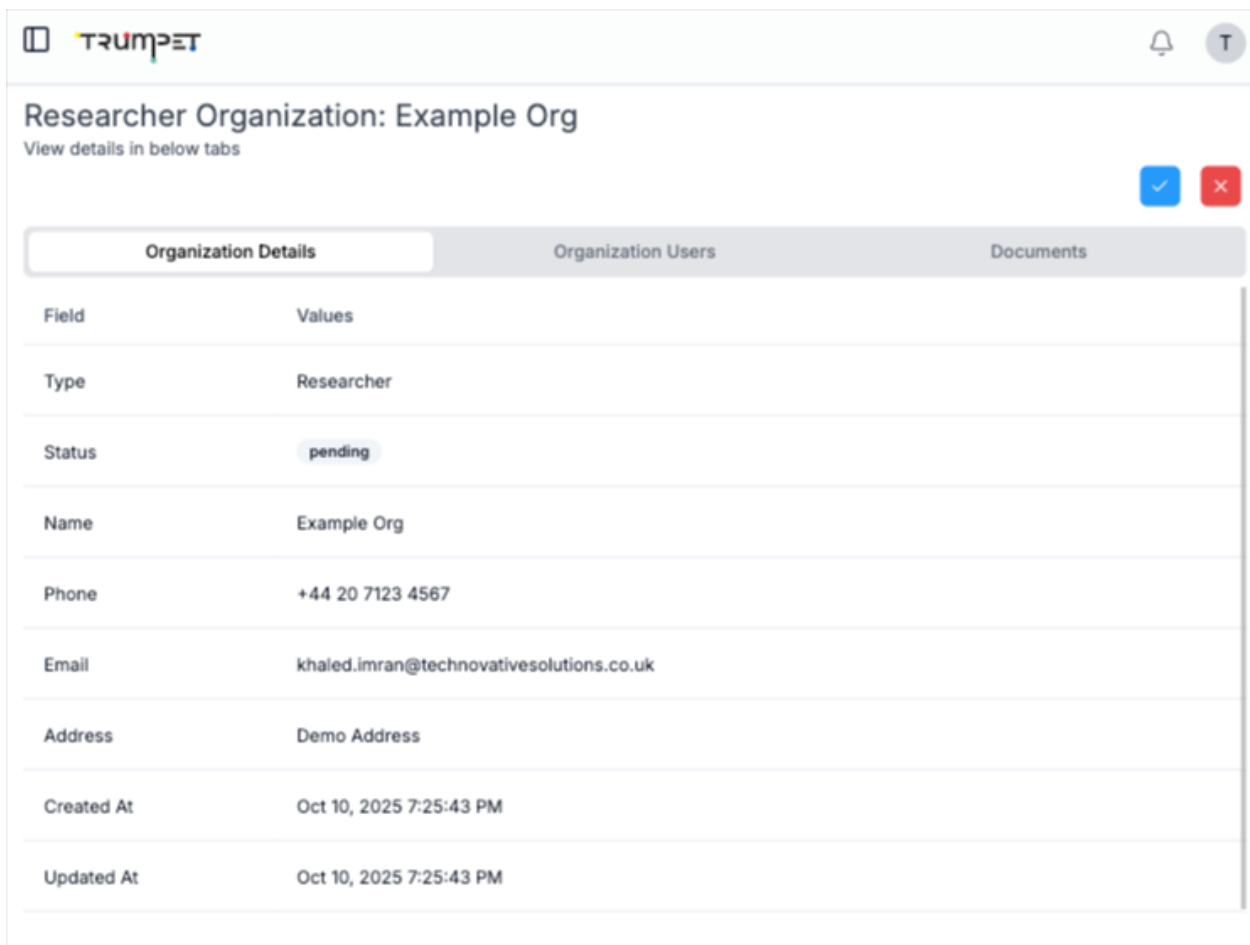 TRUMPET
T
Researcher Organization: Example Org
View details in below tabs
Organization Details Organization Users Documents
Field Values
Type Researcher
Status pending
Name Example Org
Phone +44 20 7123 4567
Email khaled.imran@technovativesolutions.co.uk
Address Demo Address
Created At Oct 10, 2025 7:25:43 PM
Updated At Oct 10, 2025 7:25:43 PM